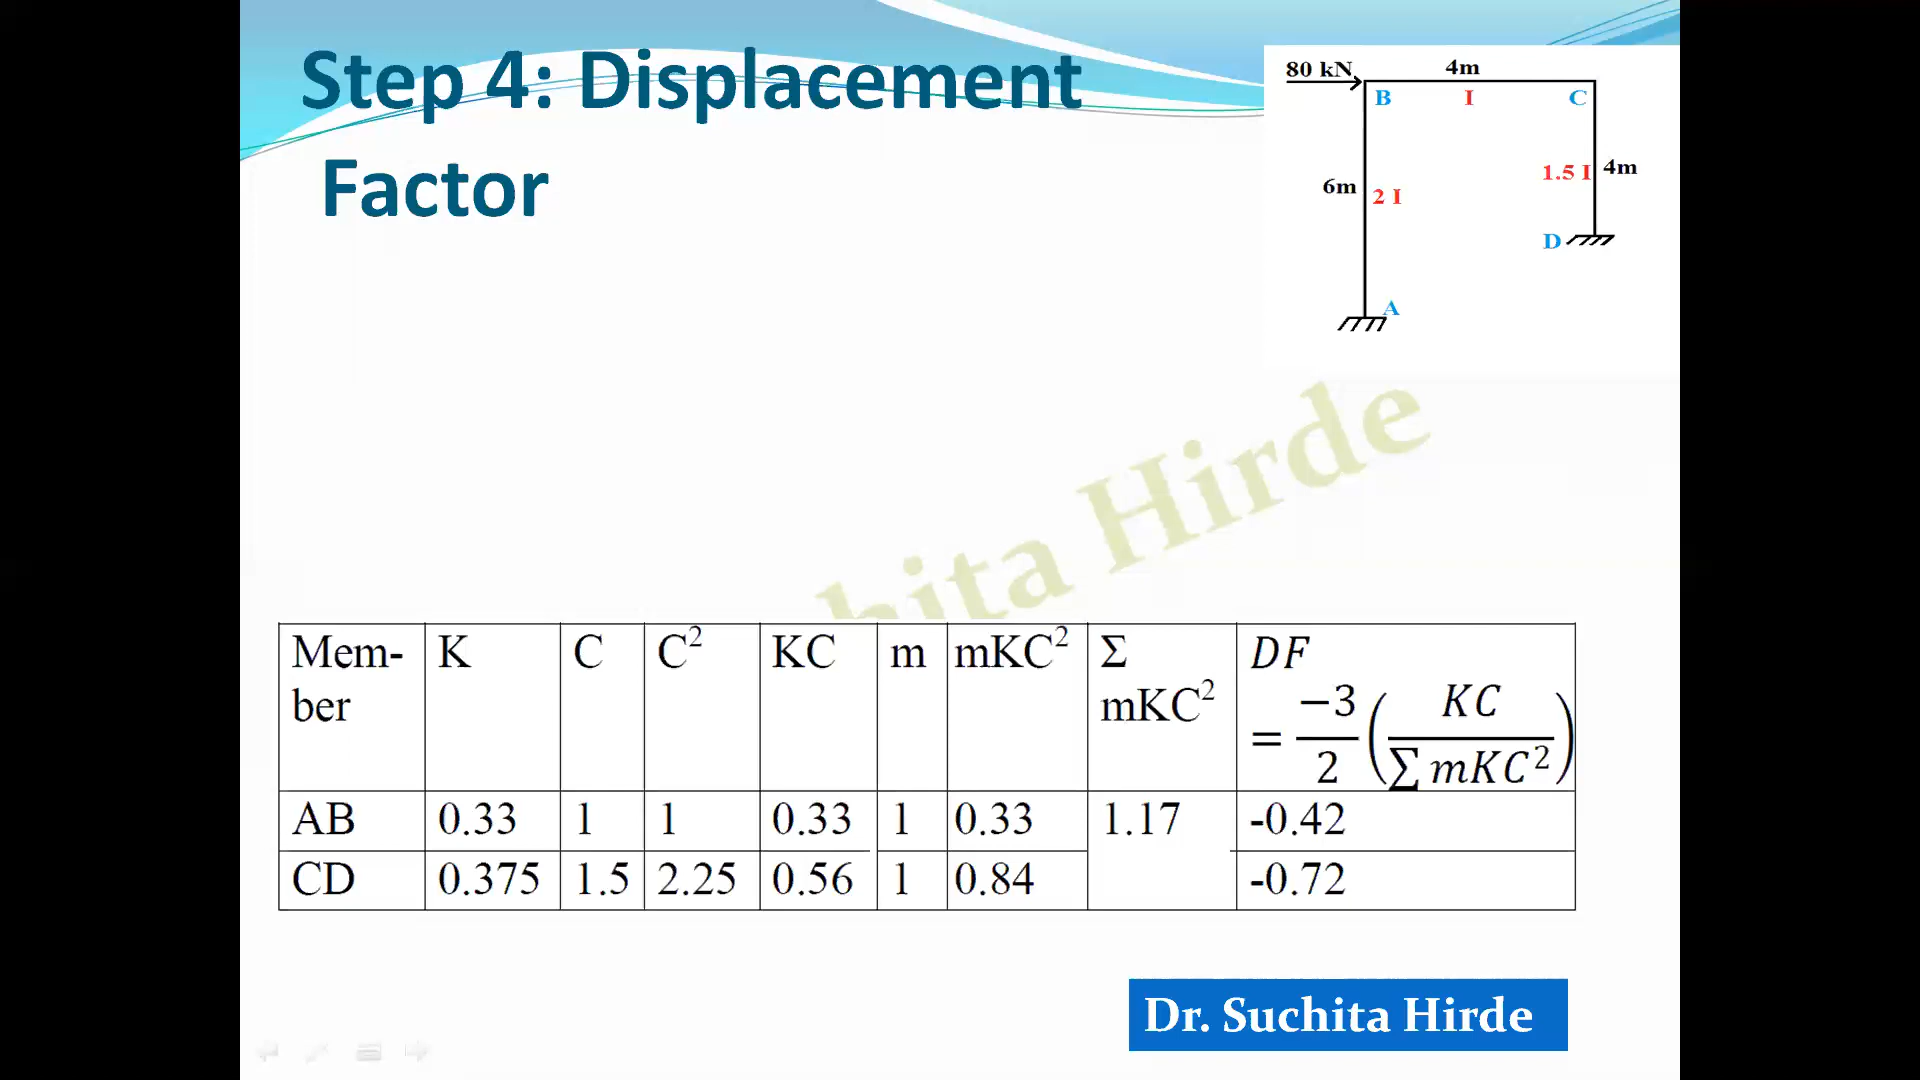 Step 4: Displacement
Factor
80 kN
4m
B
I
C
1.5 I
4m
6m
2 I
D
A
hita Hirde
Mem-ber | K | C | C² | KC | m | mKC² | Σ mKC² | DF = -3/2 (KC / ∑ mKC²)
AB | 0.33 | 1 | 1 | 0.33 | 1 | 0.33 | 1.17 | -0.42
CD | 0.375 | 1.5 | 2.25 | 0.56 | 1 | 0.84 | | -0.72
Dr. Suchita Hirde